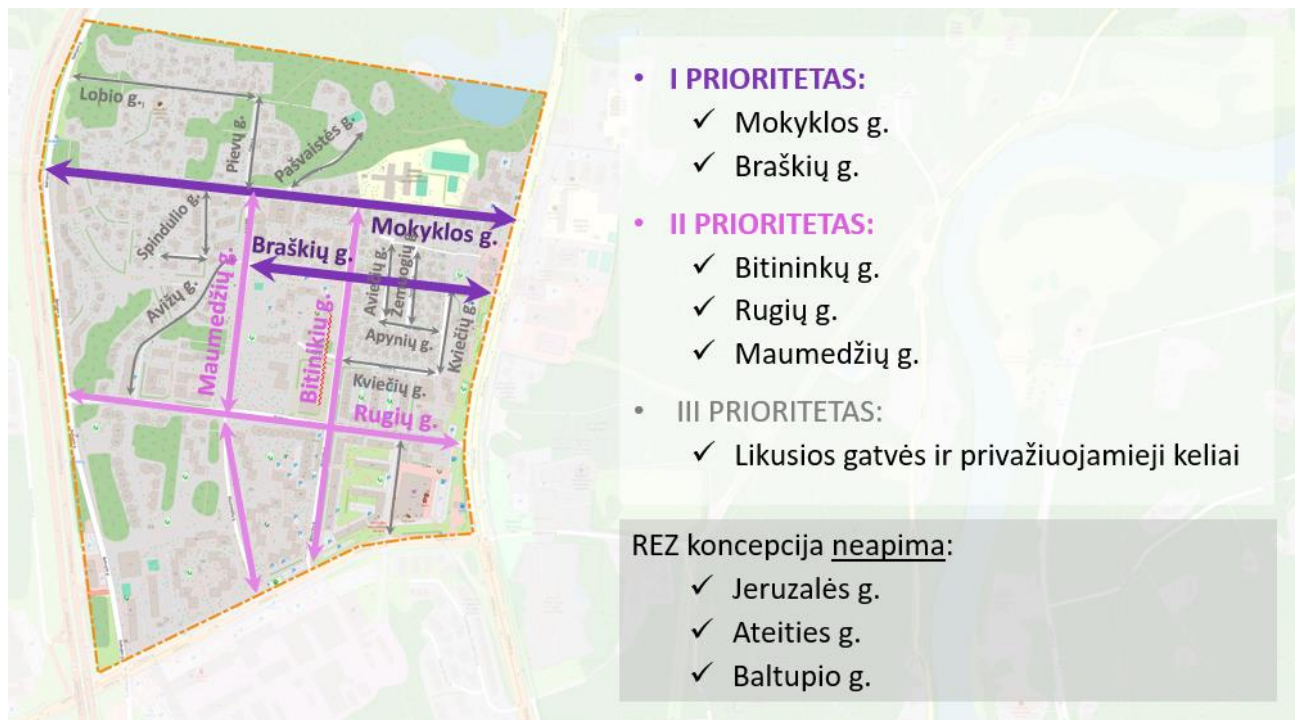 Lobio g.
Pievų g.
Pašvaistės g.
Spindulio g.
Mokyklos g.
Braškių g.
Maumedžių g.
Avižų g.
Aviečių g.
Žemuogių g.
Apynių g.
Kviečių g.
Kviečių g.
Bitinikių g.
Rugių g.
• I PRIORITETAS:
✓ Mokyklos g.
✓ Braškių g.
• II PRIORITETAS:
✓ Bitininkų g.
✓ Rugių g.
✓ Maumedžių g.
• III PRIORITETAS:
✓ Likusios gatvės ir privažiuojamieji keliai
REZ koncepcija neapima:
✓ Jeruzalės g.
✓ Ateities g.
✓ Baltupio g.